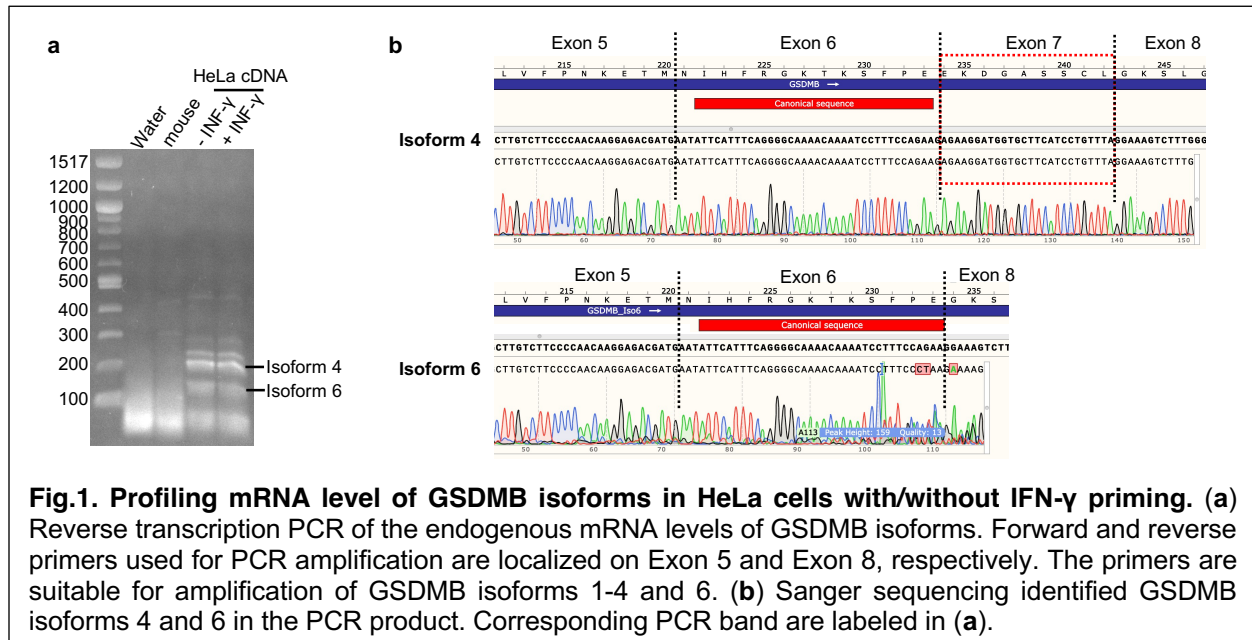 a
HeLa cDNA
Water
mouse
- INF-γ
+ INF-γ
1517
1200
1000
900
800
700
600
500
400
300
200
100
Isoform 4
Isoform 6
b
Exon 5 Exon 6 Exon 7 Exon 8
215 220 225 230 235 240 245
L V F P N K E T M N I H F R G K T K S F P E E K D G A S S C L G K S L G
GSDMB →
Canonical sequence
Isoform 4
CTTGTCTTCCCCAACAAGGAGACGATGAATATTCATTTCAGGGGCAAAACAAAATCCTTTCCAGAAGAGAAGGATGGTGCTTCATCCTGTTTAGGAAAGTCTTTGGG
CTTGTCTTCCCCAACAAGGAGACGATGAATATTCATTTCAGGGGCAAAACAAAATCCTTTCCAGAAGAGAAGGATGGTGCTTCATCCTGTTTAGGAAAGTCTTTG
50 60 70 80 90 100 110 120 130 140 150
Exon 5 Exon 6 Exon 8
215 220 225 230 235
L V F P N K E T M N I H F R G K T K S F P E G K S
GSDMB_Iso6 →
Canonical sequence
CTTGTCTTCCCCAACAAGGAGACGATGAATATTCATTTCAGGGGCAAAACAAAATCCTTTCCAGAAGGAAAGTCTT
Isoform 6
CTTGTCTTCCCCAACAAGGAGACGATGAATATTCATTTCAGGGGCAAAACAAAATCCTTTCCCTAAGAAAAG
A113 Peak Height: 159 Quality: 13
50 60 70 80 90 100 110
Fig.1. Profiling mRNA level of GSDMB isoforms in HeLa cells with/without IFN-γ priming. (a)
Reverse transcription PCR of the endogenous mRNA levels of GSDMB isoforms. Forward and reverse
primers used for PCR amplification are localized on Exon 5 and Exon 8, respectively. The primers are
suitable for amplification of GSDMB isoforms 1-4 and 6. (b) Sanger sequencing identified GSDMB
isoforms 4 and 6 in the PCR product. Corresponding PCR band are labeled in (a).